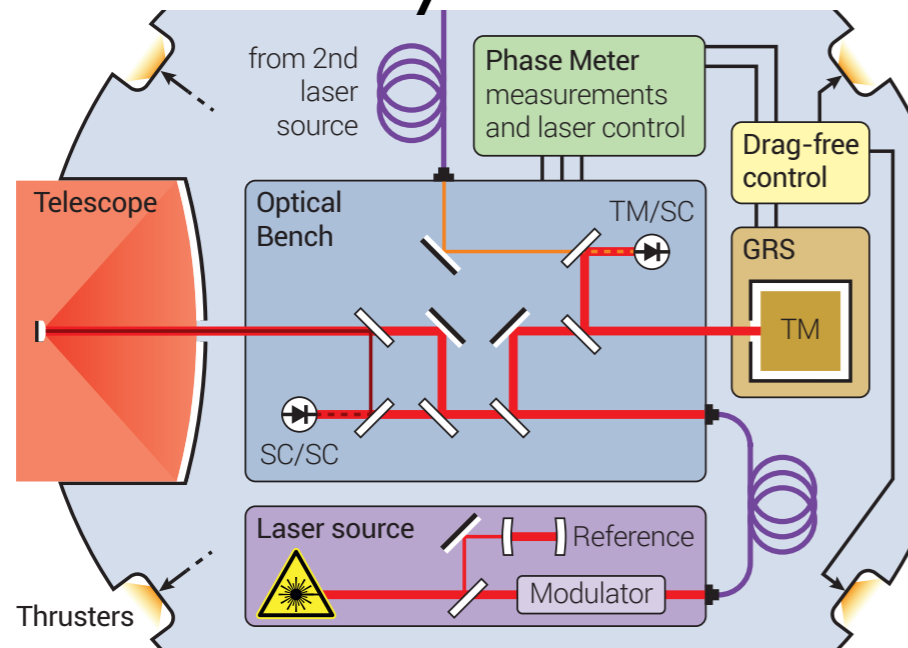 from 2nd
laser
source
Phase Meter
measurements
and laser control
Drag-free
control
Telescope
Optical
Bench
TM/SC
GRS
TM
SC/SC
Laser source
Reference
Modulator
Thrusters